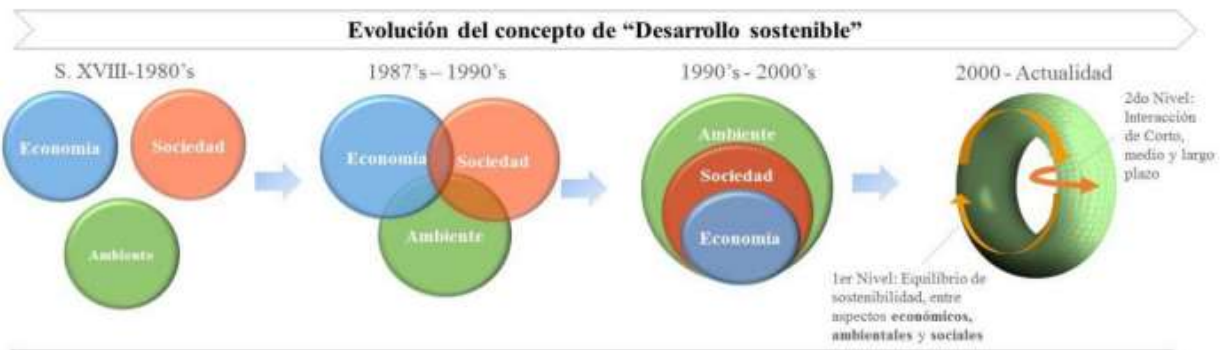 Evolución del concepto de “Desarrollo sostenible”
S. XVIII-1980’s
Economía
Sociedad
Ambiente
1987’s – 1990’s
Economía
Sociedad
Ambiente
1990’s - 2000’s
Ambiente
Sociedad
Economía
2000 - Actualidad
2do Nivel:
Interacción
de Corto,
medio y largo
plazo
1er Nivel: Equilibrio de
sostenibilidad, entre
aspectos económicos,
ambientales y sociales